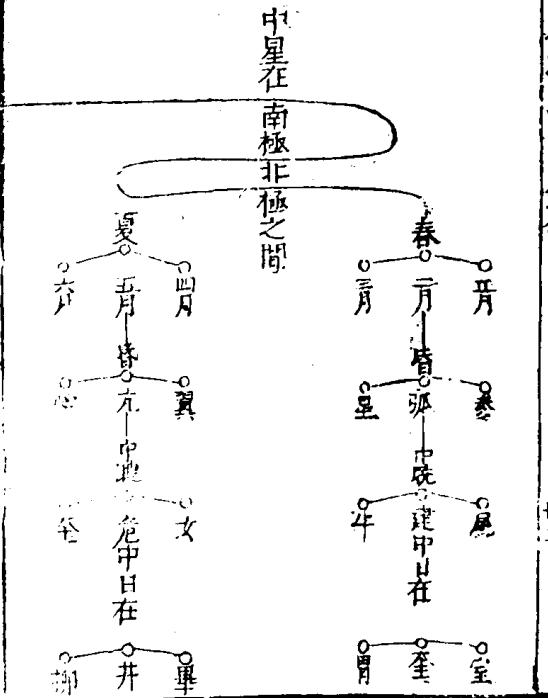 中星在南極北極之間
春
正月 二月 三月
昏
參 弧 星
中曉
尾 建 牛
中日在
室 奎 胃
夏
四月 五月 六月
昏
翼 亢 心
中曉
女 危 奎
中日在
畢 井 柳